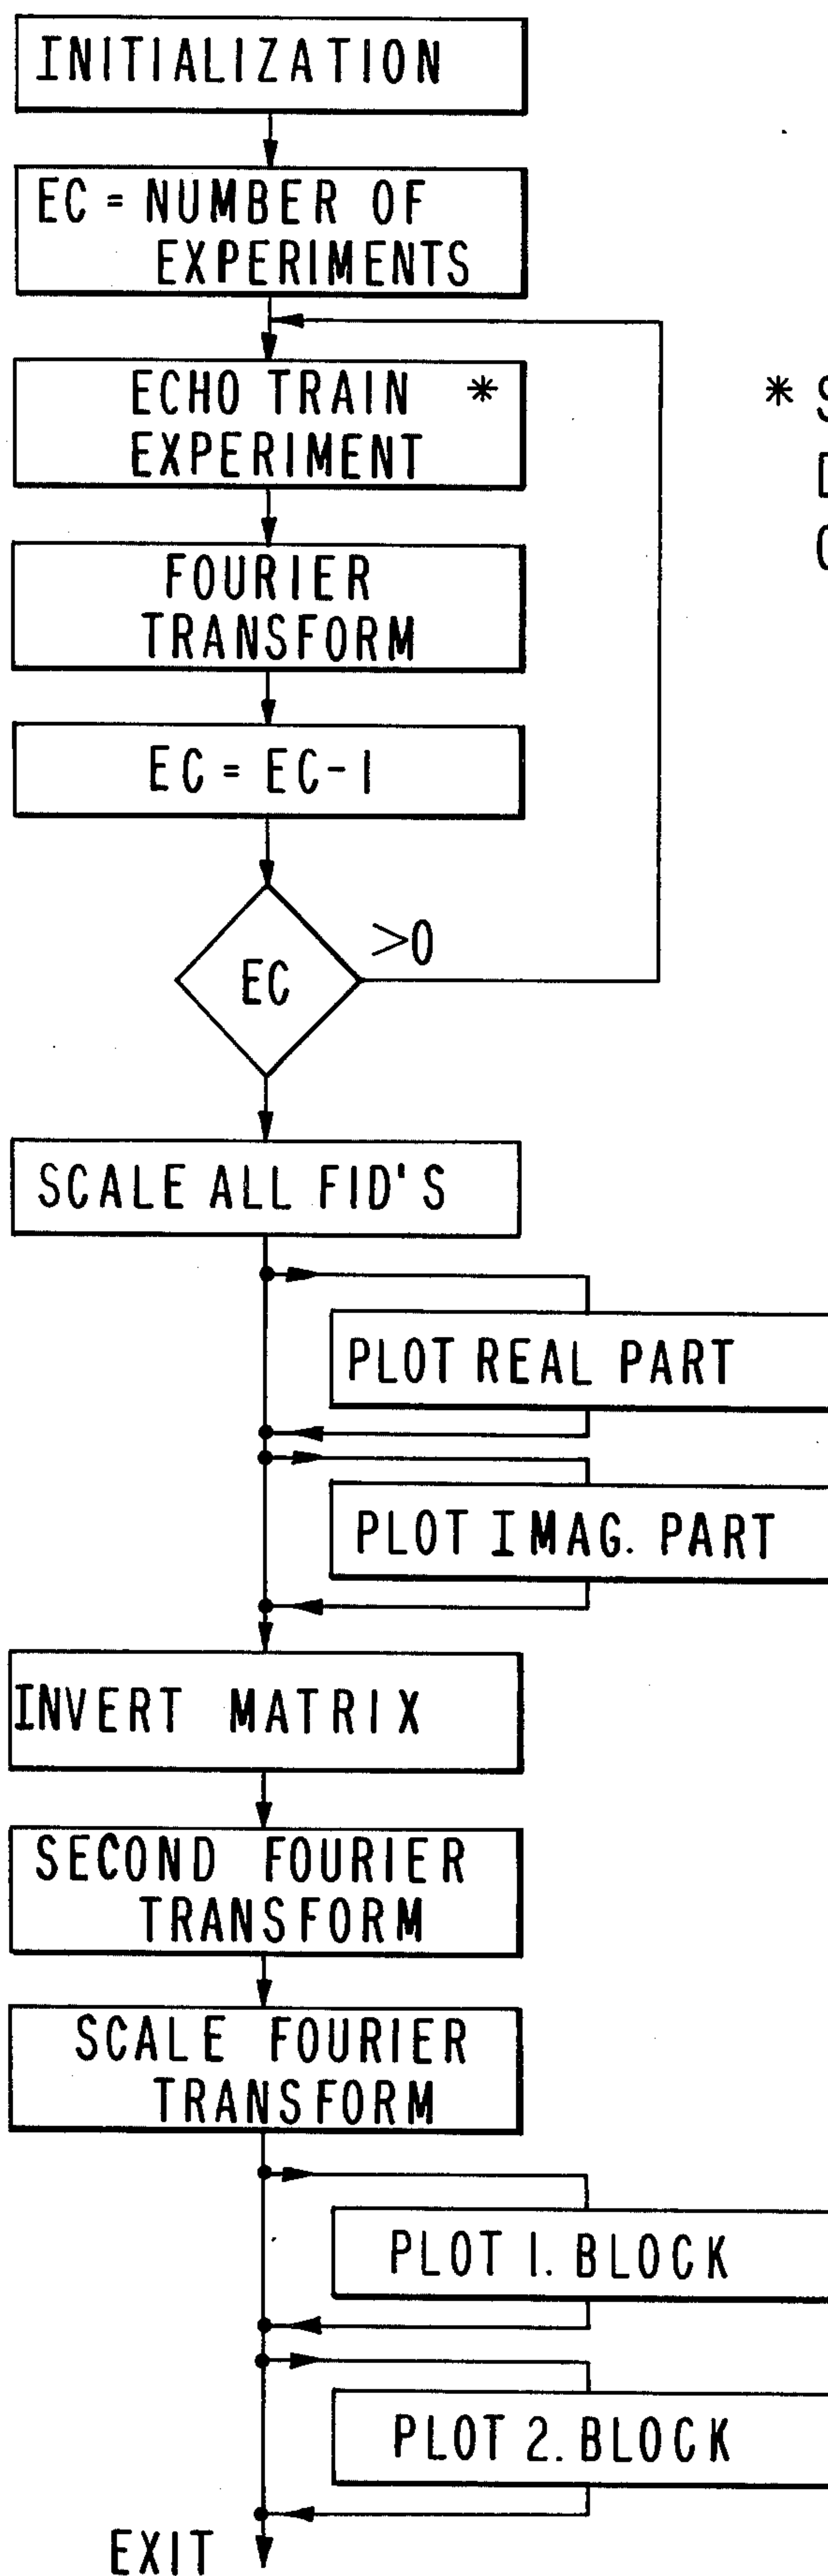 INITIALIZATION
EC = NUMBER OF
EXPERIMENTS
ECHO TRAIN *
EXPERIMENT
*
FOURIER
TRANSFORM
EC = EC-1
EC
>0
SCALE ALL FID'S
PLOT REAL PART
PLOT IMAG. PART
INVERT MATRIX
SECOND FOURIER
TRANSFORM
SCALE FOURIER
TRANSFORM
PLOT 1. BLOCK
PLOT 2. BLOCK
EXIT